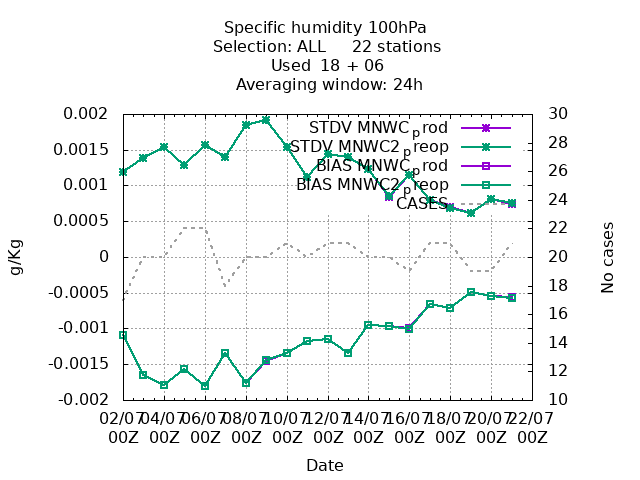 Specific humidity 100hPa
Selection: ALL 22 stations
Used 18 + 06
Averaging window: 24h
g/Kg
0.002
0.0015
0.001
0.0005
0
-0.0005
-0.001
-0.0015
-0.002
STDV MNWCprod
STDV MNWC2preop
BIAS MNWCprod
BIAS MNWC2preop
CASES
30
28
26
24
22
20
18
16
14
12
10
No cases
02/07 04/07 06/07 08/07 10/07 12/07 14/07 16/07 18/07 20/07 22/07
00Z 00Z 00Z 00Z 00Z 00Z 00Z 00Z 00Z 00Z 00Z
Date